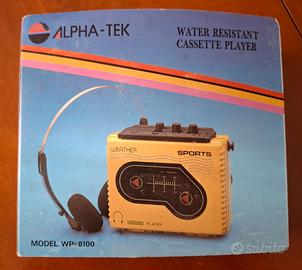 ALPHA-TEK
WATER RESISTANT
CASSETTE PLAYER
WEATHER
SPORTS
PLAYER
MODEL WP-8100
subito